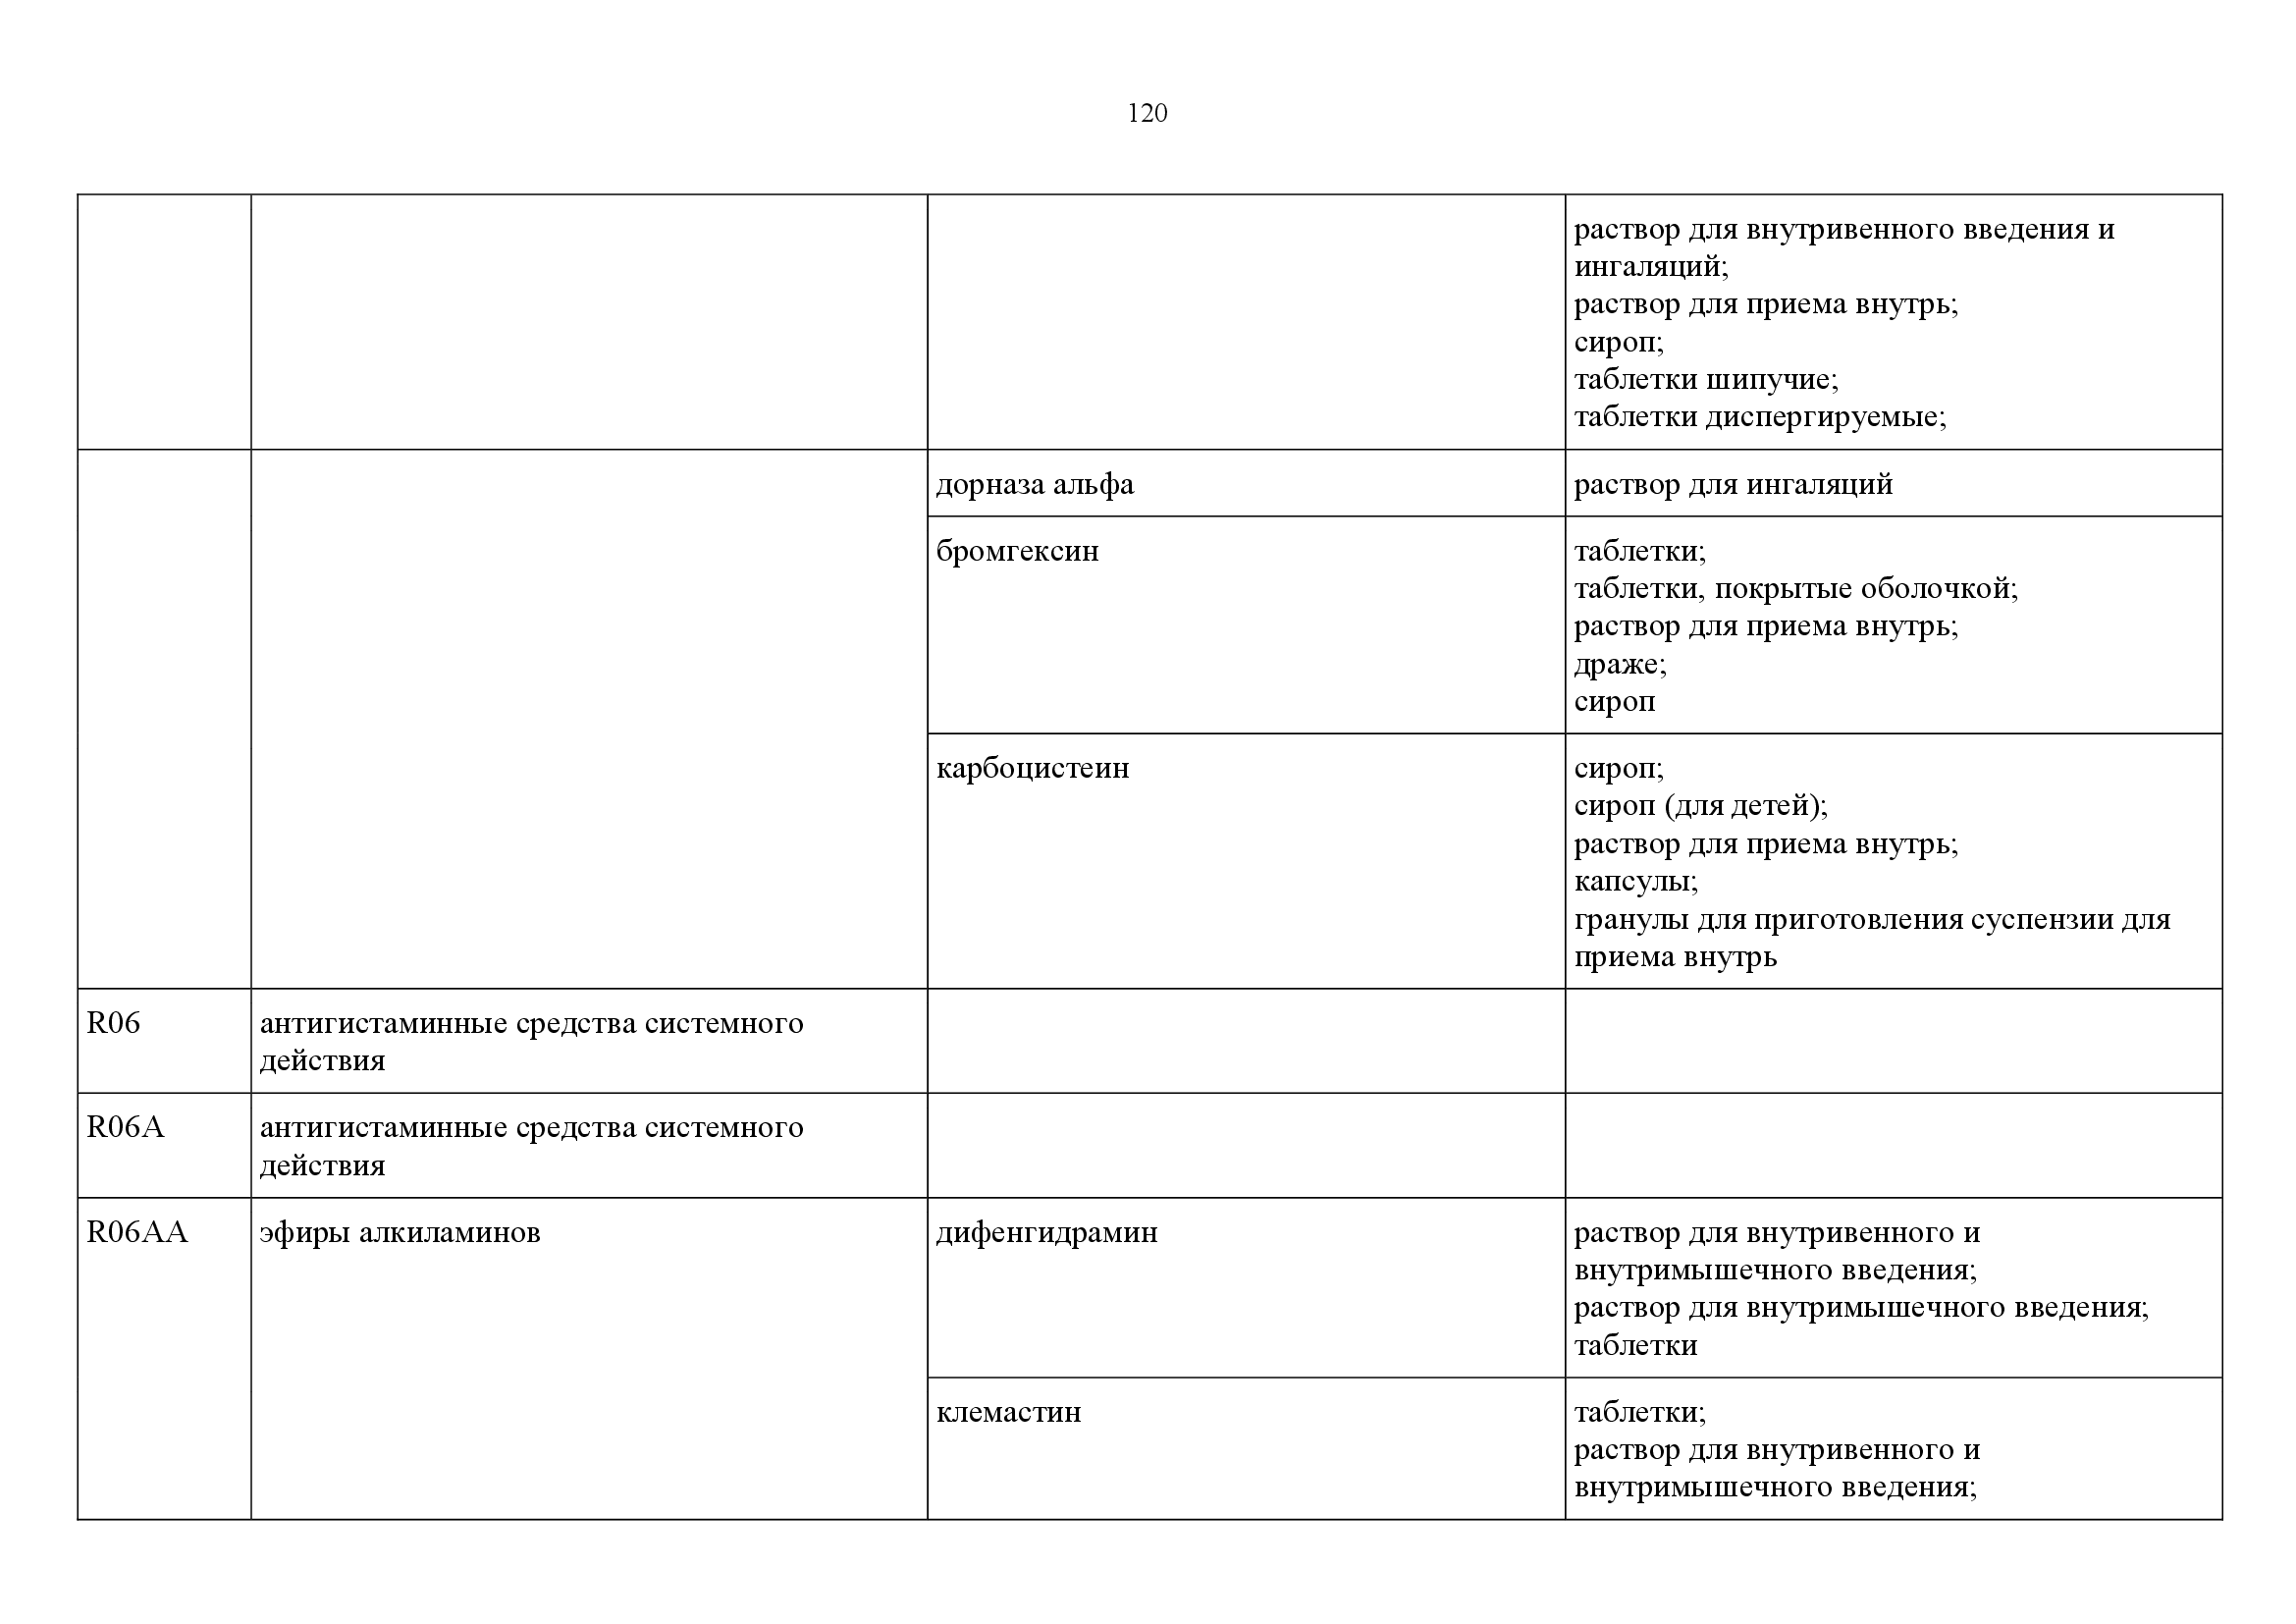 120
раствор для внутривенного введения и
ингаляций;
раствор для приема внутрь;
сироп;
таблетки шипучие;
таблетки диспергируемые;
дорназа альфа
раствор для ингаляций
бромгексин
таблетки;
таблетки, покрытые оболочкой;
раствор для приема внутрь;
драже;
сироп
карбоцистеин
сироп;
сироп (для детей);
раствор для приема внутрь;
капсулы;
гранулы для приготовления суспензии для
приема внутрь
R06
антигистаминные средства системного
действия
R06A
антигистаминные средства системного
действия
R06AA
эфиры алкиламинов
дифенгидрамин
раствор для внутривенного и
внутримышечного введения;
раствор для внутримышечного введения;
таблетки
клемастин
таблетки;
раствор для внутривенного и
внутримышечного введения;